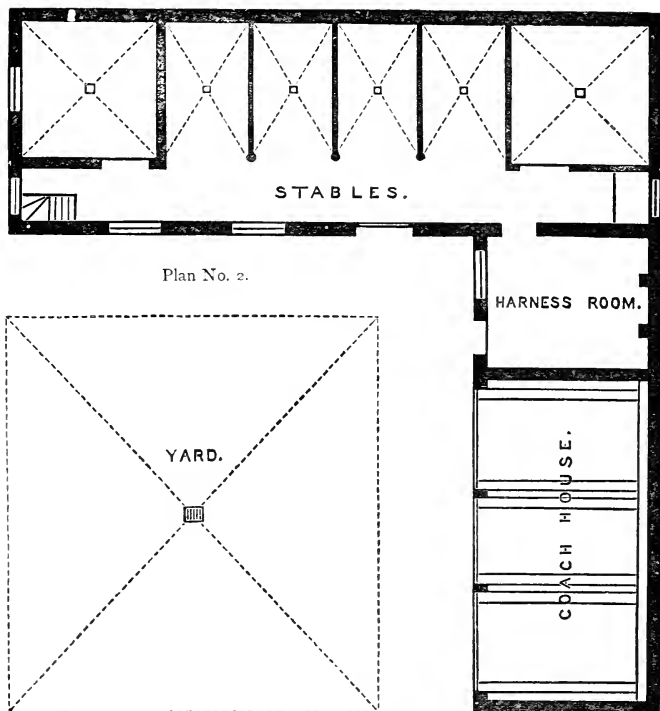 STABLES.
Plan No. 2.
HARNESS ROOM.
YARD.
COACH HOUSE.